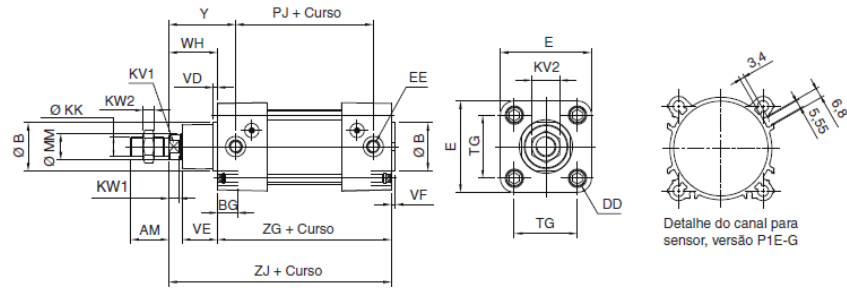 Y
PJ + Curso
WH
VD
KV1
KW2
Ø KK
EE
Ø B
Ø MM
Ø B
KW1
BG
VF
AM
VE
ZG + Curso
ZJ + Curso
E
KV2
E
TG
DD
TG
3,4
6,8
5,55
Detalhe do canal para
sensor, versão P1E-G